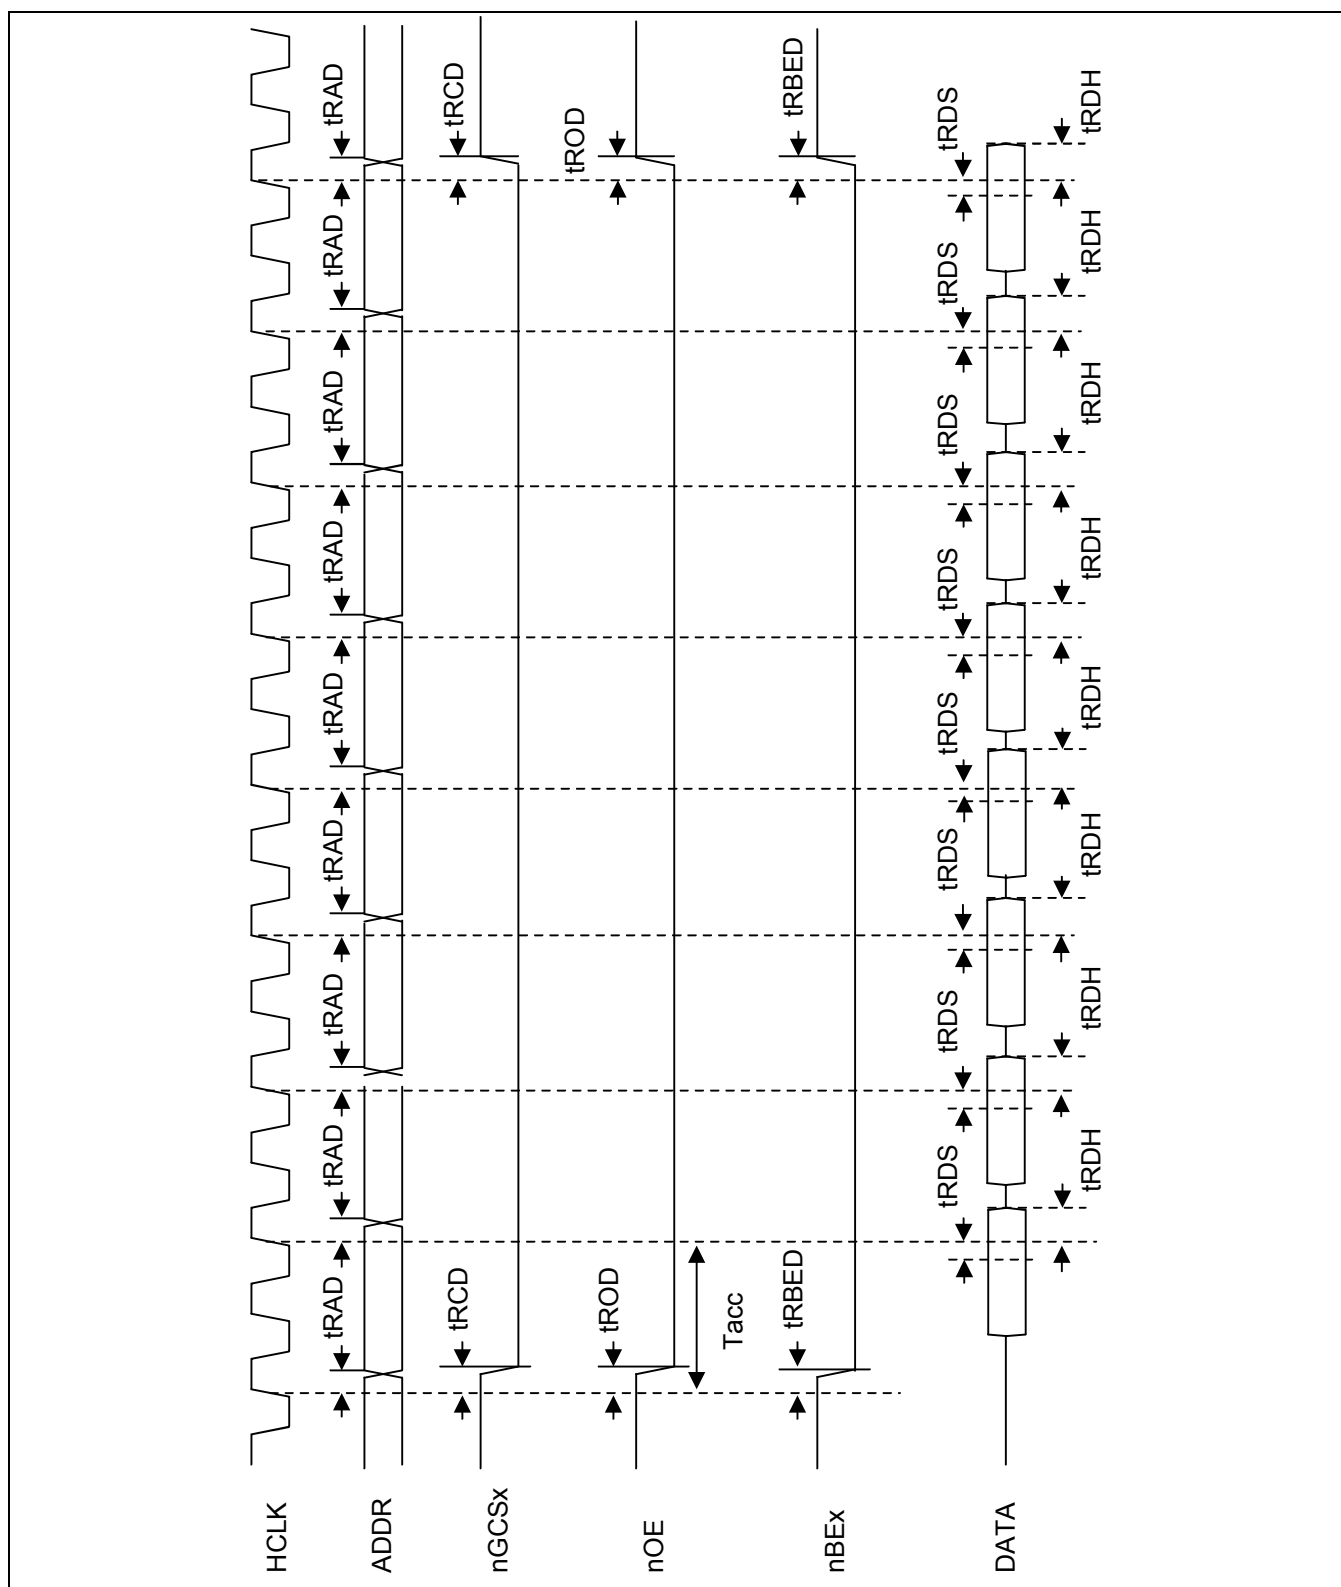 HCLK
tRAD tRAD tRAD tRAD tRAD tRAD tRAD tRAD tRAD
ADDR
tRCD tRCD
nGCSx
tROD tROD
nOE
Tacc
tRBED tRBED
nBEx
tRDS tRDS tRDS tRDS tRDS tRDS tRDS tRDS
DATA
tRDH tRDH tRDH tRDH tRDH tRDH tRDH tRDH